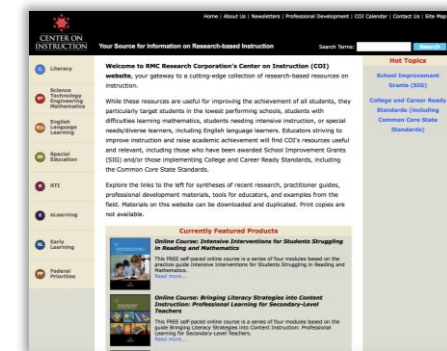 Home | About Us | Newsletters | Professional Development | COI Calendar | Contact Us | Site Map
CENTER ON
INSTRUCTION
Your Source for Information on Research-based Instruction
Search Terms:
Search
Literacy
Science
Technology
Engineering
Mathematics
English
Language
Learning
Special
Education
RTI
eLearning
Early
Learning
Federal
Priorities
Welcome to RMC Research Corporation's Center on Instruction (COI)
website, your gateway to a cutting-edge collection of research-based resources on
instruction.
While these resources are useful for improving the achievement of all students, they
particularly target students in the lowest performing schools, students with
difficulties learning mathematics, students needing intensive instruction, or special
needs/diverse learners, including English language learners. Educators striving to
improve instruction and raise academic achievement will find COI's resources useful
and relevant, including those who have been awarded School Improvement Grants
(SIG) and/or those implementing College and Career Ready Standards, including
the Common Core State Standards.
Explore the links to the left for syntheses of recent research, practitioner guides,
professional development materials, tools for educators, and examples from the
field. Materials on this website can be downloaded and duplicated. Print copies are
not available.
Currently Featured Products
Online Course: Intensive Interventions for Students Struggling
in Reading and Mathematics
This FREE self-paced online course is a series of four modules based on the
practice guide Intensive Interventions for Students Struggling in Reading and
Mathematics.
Read more...
Online Course: Bringing Literacy Strategies into Content
Instruction: Professional Learning for Secondary-Level
Teachers
This FREE self-paced online course is a series of four modules based on the
guide Bringing Literacy Strategies into Content Instruction: Professional
Learning for Secondary-Level Teachers.
Read more...
Hot Topics
School Improvement
Grants (SIG)
College and Career Ready
Standards (including
Common Core State
Standards)